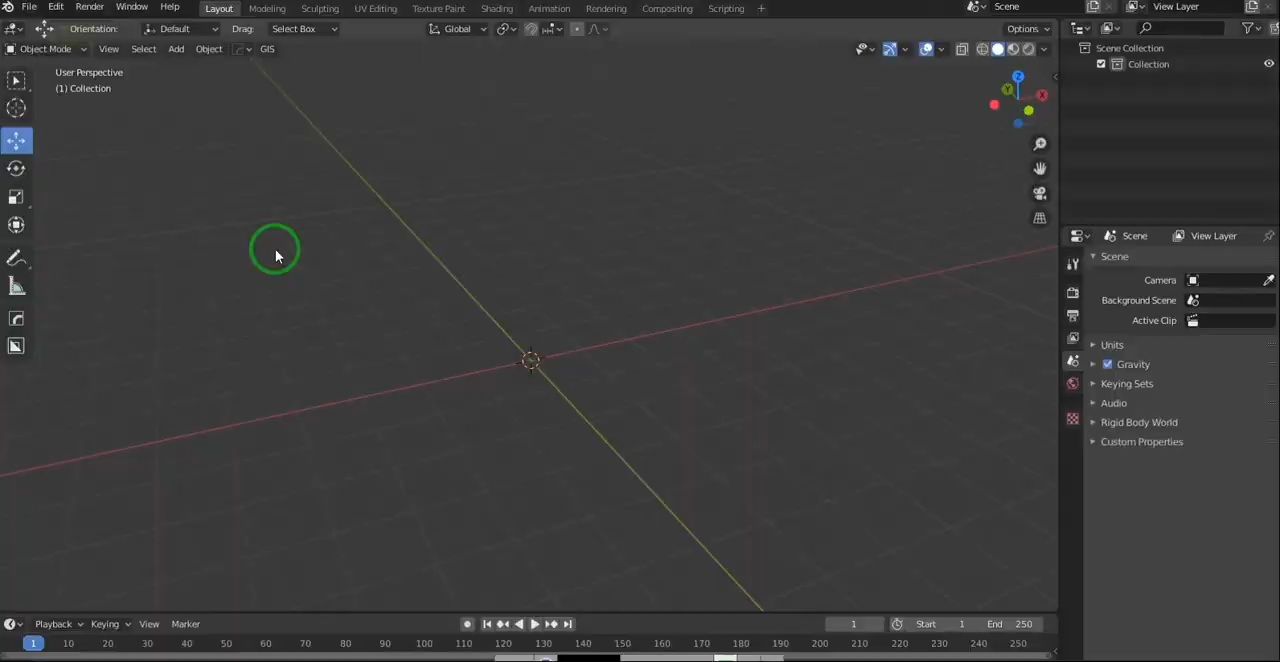 File Edit Render Window Help Layout Modeling Sculpting UV Editing Texture Paint Shading Animation Rendering Compositing Scripting + Scene View Layer
Orientation: Default Drag: Select Box Global Options
Object Mode View Select Add Object GIS
User Perspective
(1) Collection
Z
Y
X
Scene Collection
Collection
Scene View Layer
Scene
Camera
Background Scene
Active Clip
Units
Gravity
Keying Sets
Audio
Rigid Body World
Custom Properties
Playback Keying View Marker 1 Start 1 End 250
1 10 20 30 40 50 60 70 80 90 100 110 120 130 140 150 160 170 180 190 200 210 220 230 240 250